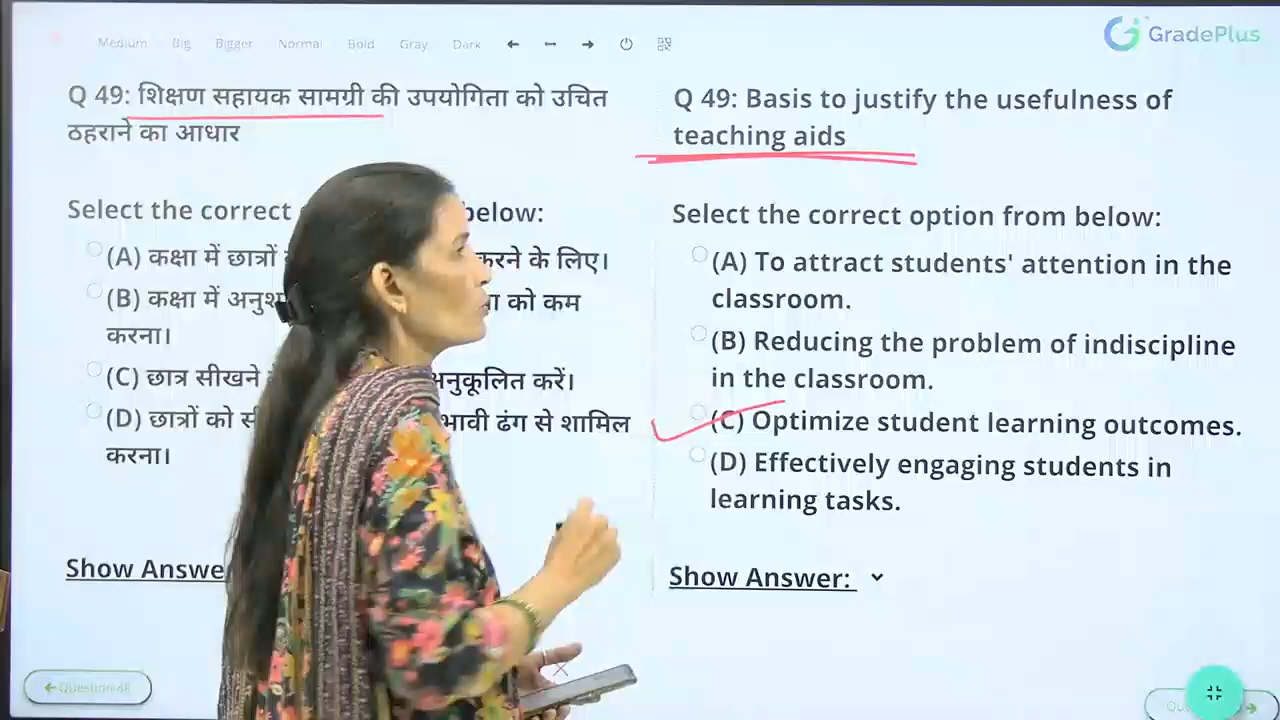 Medium Big Bigger Normal Bold Gray Dark
GradePlus
Q 49: शिक्षण सहायक सामग्री की उपयोगिता को उचित
ठहराने का आधार
Select the correct below:
(A) कक्षा में छात्रों करने के लिए।
(B) कक्षा में को कम
करना।
(C) छात्र सीखने अनुकूलित करें।
(D) छात्रों को ढंग से शामिल
करना।
Show Answe
Question 48
Q 49: Basis to justify the usefulness of
teaching aids
Select the correct option from below:
(A) To attract students' attention in the
classroom.
(B) Reducing the problem of indiscipline
in the classroom.
(C) Optimize student learning outcomes.
(D) Effectively engaging students in
learning tasks.
Show Answer: